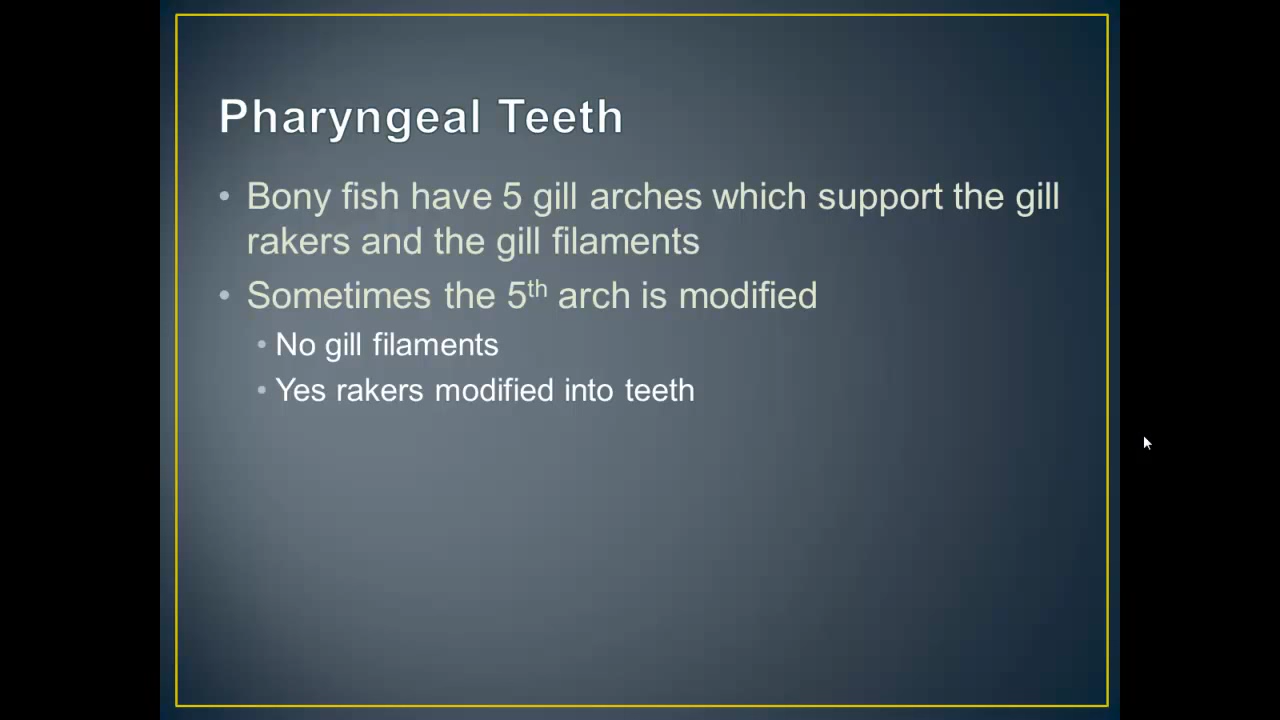 Pharyngeal Teeth
• Bony fish have 5 gill arches which support the gill
rakers and the gill filaments
• Sometimes the 5th arch is modified
• No gill filaments
• Yes rakers modified into teeth